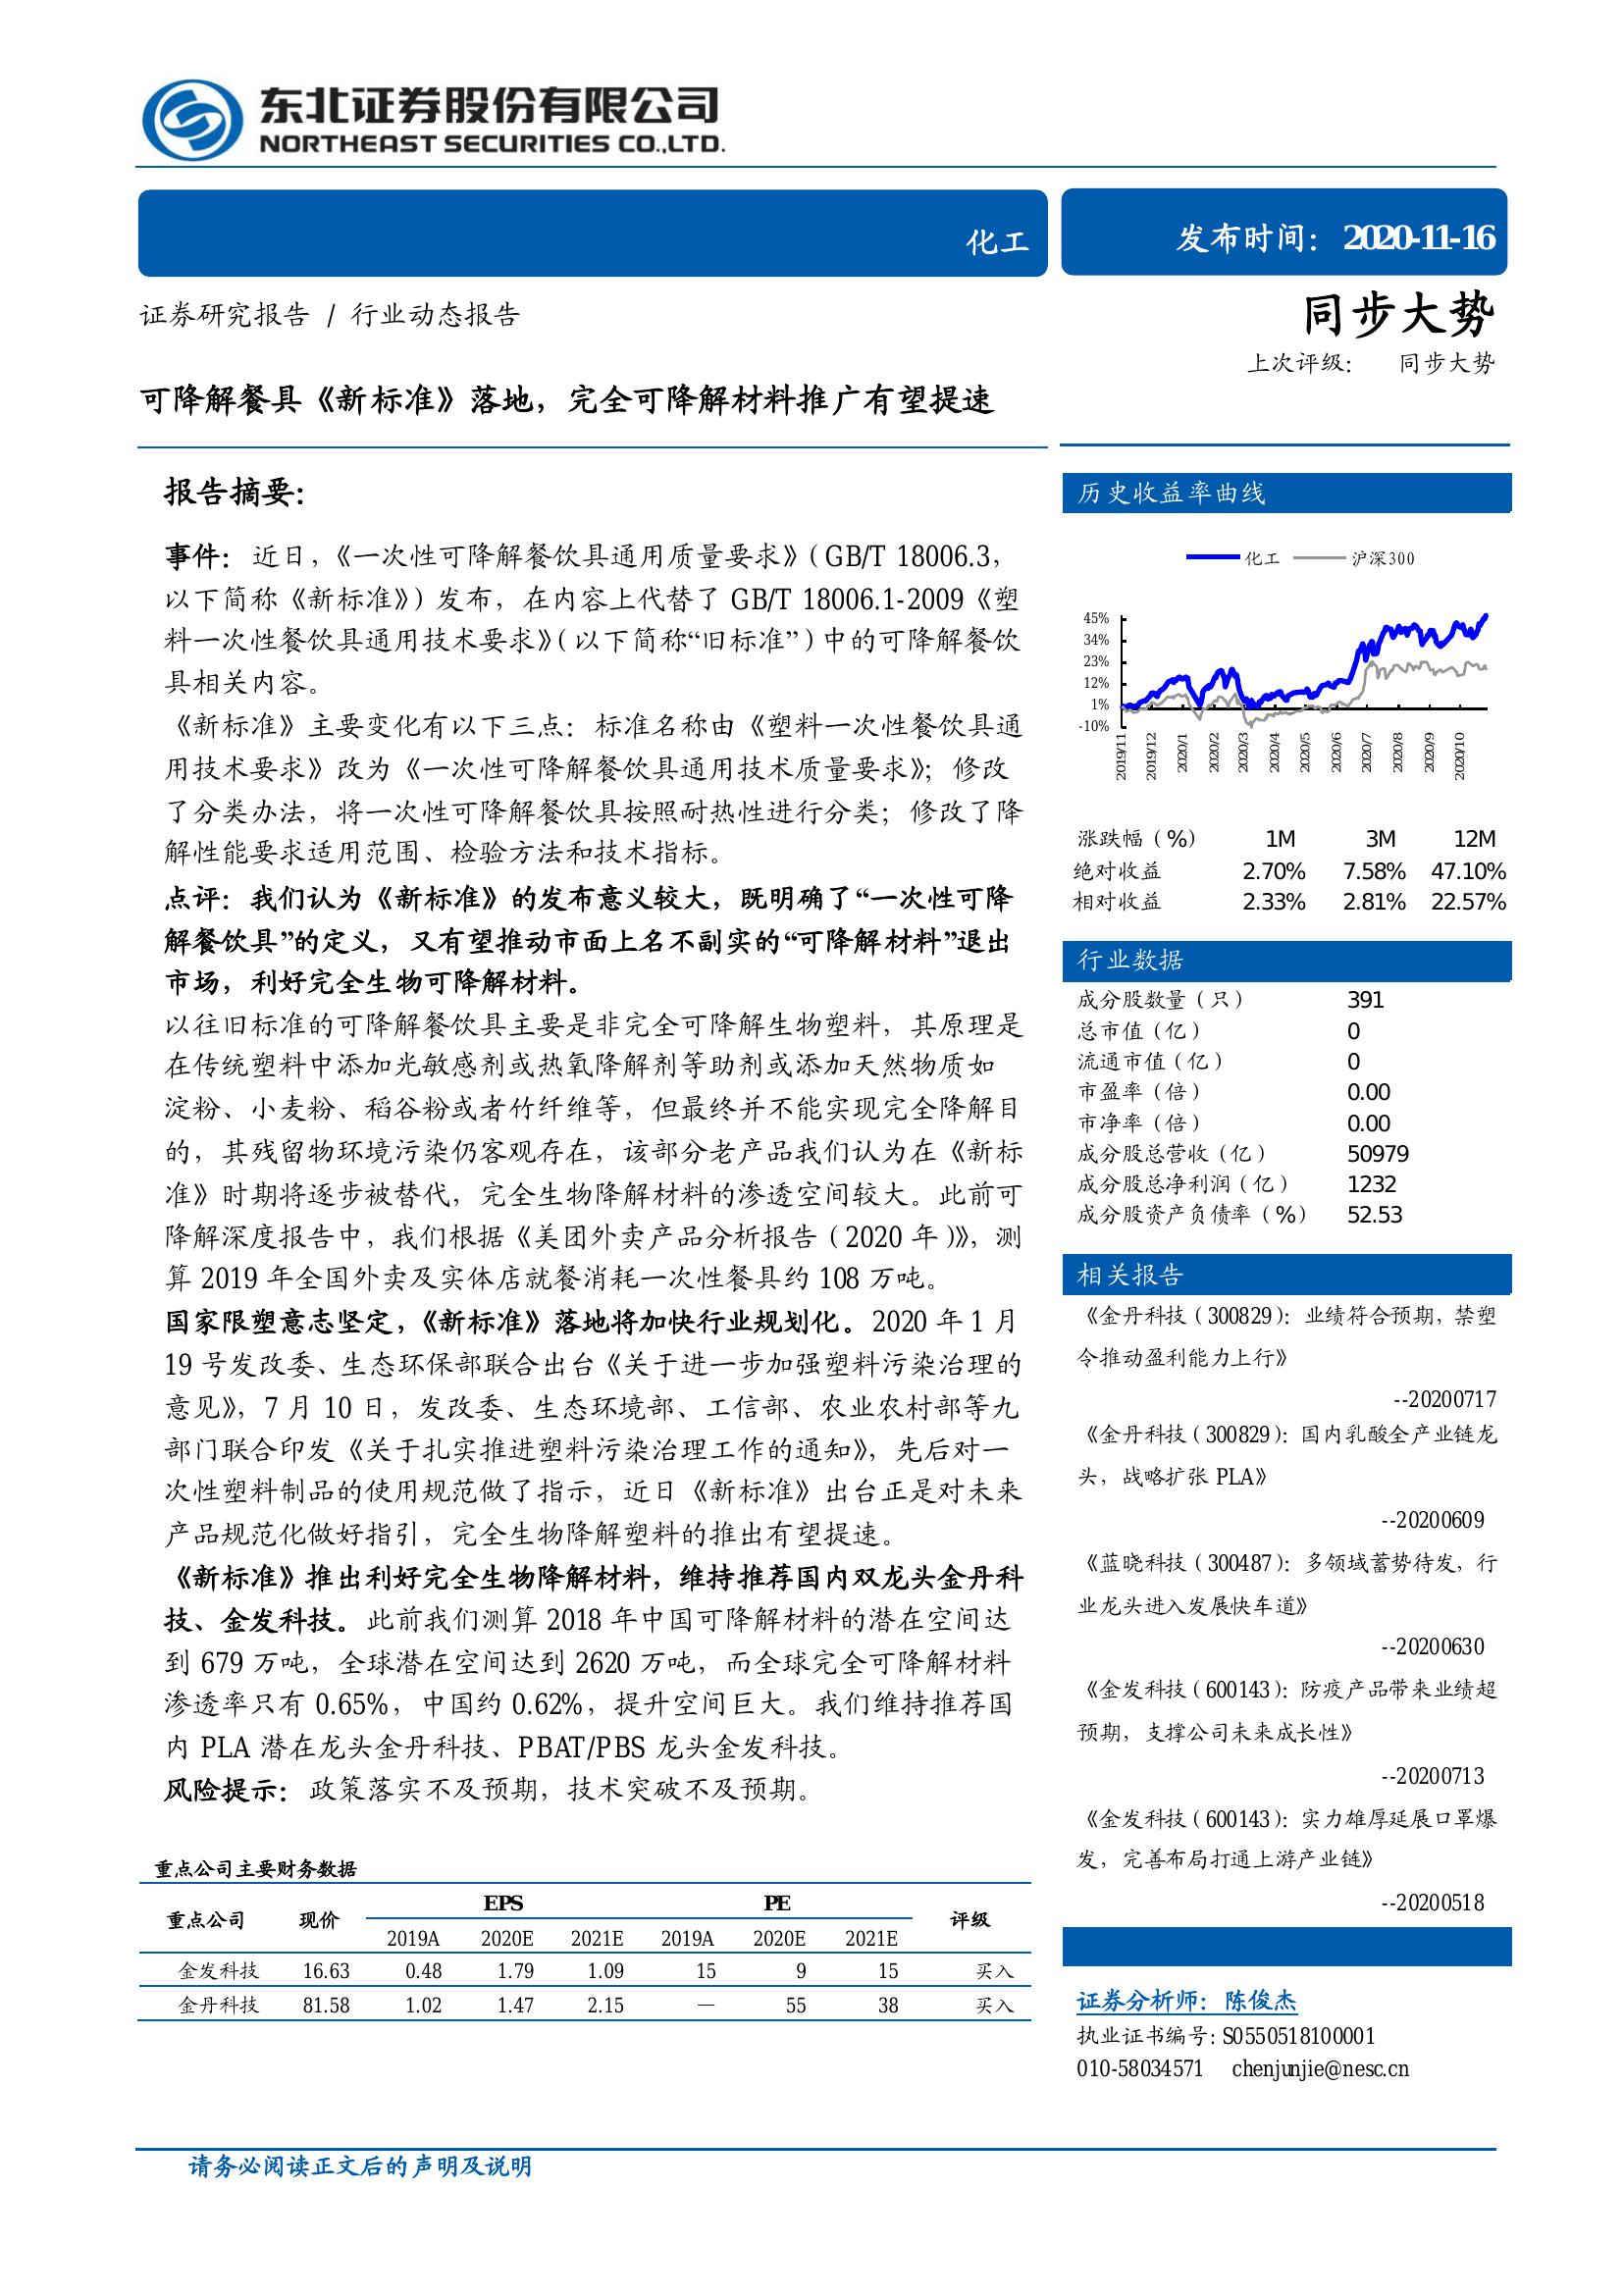 东北证券股份有限公司
NORTHEAST SECURITIES CO.,LTD.
化工
发布时间：2020-11-16
证券研究报告 / 行业动态报告
同步大势
上次评级： 同步大势
可降解餐具《新标准》落地，完全可降解材料推广有望提速
报告摘要：
事件：近日，《一次性可降解餐饮具通用质量要求》（GB/T 18006.3，
以下简称《新标准》）发布，在内容上代替了 GB/T 18006.1-2009《塑
料一次性餐饮具通用技术要求》（以下简称“旧标准”）中的可降解餐饮
具相关内容。
《新标准》主要变化有以下三点：标准名称由《塑料一次性餐饮具通
用技术要求》改为《一次性可降解餐饮具通用技术质量要求》；修改
了分类办法，将一次性可降解餐饮具按照耐热性进行分类；修改了降
解性能要求适用范围、检验方法和技术指标。
点评：我们认为《新标准》的发布意义较大，既明确了“一次性可降
解餐饮具”的定义，又有望推动市面上名不副实的“可降解材料”退出
市场，利好完全生物可降解材料。
以往旧标准的可降解餐饮具主要是非完全可降解生物塑料，其原理是
在传统塑料中添加光敏感剂或热氧降解剂等助剂或添加天然物质如
淀粉、小麦粉、稻谷粉或者竹纤维等，但最终并不能实现完全降解目
的，其残留物环境污染仍客观存在，该部分老产品我们认为在《新标
准》时期将逐步被替代，完全生物降解材料的渗透空间较大。此前可
降解深度报告中，我们根据《美团外卖产品分析报告（2020 年）》，测
算 2019 年全国外卖及实体店就餐消耗一次性餐具约 108 万吨。
国家限塑意志坚定，《新标准》落地将加快行业规划化。2020 年 1 月
19 号发改委、生态环保部联合出台《关于进一步加强塑料污染治理的
意见》，7 月 10 日，发改委、生态环境部、工信部、农业农村部等九
部门联合印发《关于扎实推进塑料污染治理工作的通知》，先后对一
次性塑料制品的使用规范做了指示，近日《新标准》出台正是对未来
产品规范化做好指引，完全生物降解塑料的推出有望提速。
《新标准》推出利好完全生物降解材料，维持推荐国内双龙头金丹科
技、金发科技。此前我们测算 2018 年中国可降解材料的潜在空间达
到 679 万吨，全球潜在空间达到 2620 万吨，而全球完全可降解材料
渗透率只有 0.65%，中国约 0.62%，提升空间巨大。我们维持推荐国
内 PLA 潜在龙头金丹科技、PBAT/PBS 龙头金发科技。
风险提示：政策落实不及预期，技术突破不及预期。
重点公司主要财务数据
重点公司 现价 EPS PE 评级
2019A 2020E 2021E 2019A 2020E 2021E
金发科技 16.63 0.48 1.79 1.09 15 9 15 买入
金丹科技 81.58 1.02 1.47 2.15 — 55 38 买入
历史收益率曲线
化工 沪深300
45%
34%
23%
12%
1%
-10%
2019/11 2019/12 2020/1 2020/2 2020/3 2020/4 2020/5 2020/6 2020/7 2020/8 2020/9 2020/10
涨跌幅（%） 1M 3M 12M
绝对收益 2.70% 7.58% 47.10%
相对收益 2.33% 2.81% 22.57%
行业数据
成分股数量（只） 391
总市值（亿） 0
流通市值（亿） 0
市盈率（倍） 0.00
市净率（倍） 0.00
成分股总营收（亿） 50979
成分股总净利润（亿） 1232
成分股资产负债率（%） 52.53
相关报告
《金丹科技（300829）：业绩符合预期，禁塑
令推动盈利能力上行》
--20200717
《金丹科技（300829）：国内乳酸全产业链龙
头，战略扩张 PLA》
--20200609
《蓝晓科技（300487）：多领域蓄势待发，行
业龙头进入发展快车道》
--20200630
《金发科技（600143）：防疫产品带来业绩超
预期，支撑公司未来成长性》
--20200713
《金发科技（600143）：实力雄厚延展口罩爆
发，完善布局打通上游产业链》
--20200518
证券分析师：陈俊杰
执业证书编号：S0550518100001
010-58034571 chenjunjie@nesc.cn
请务必阅读正文后的声明及说明